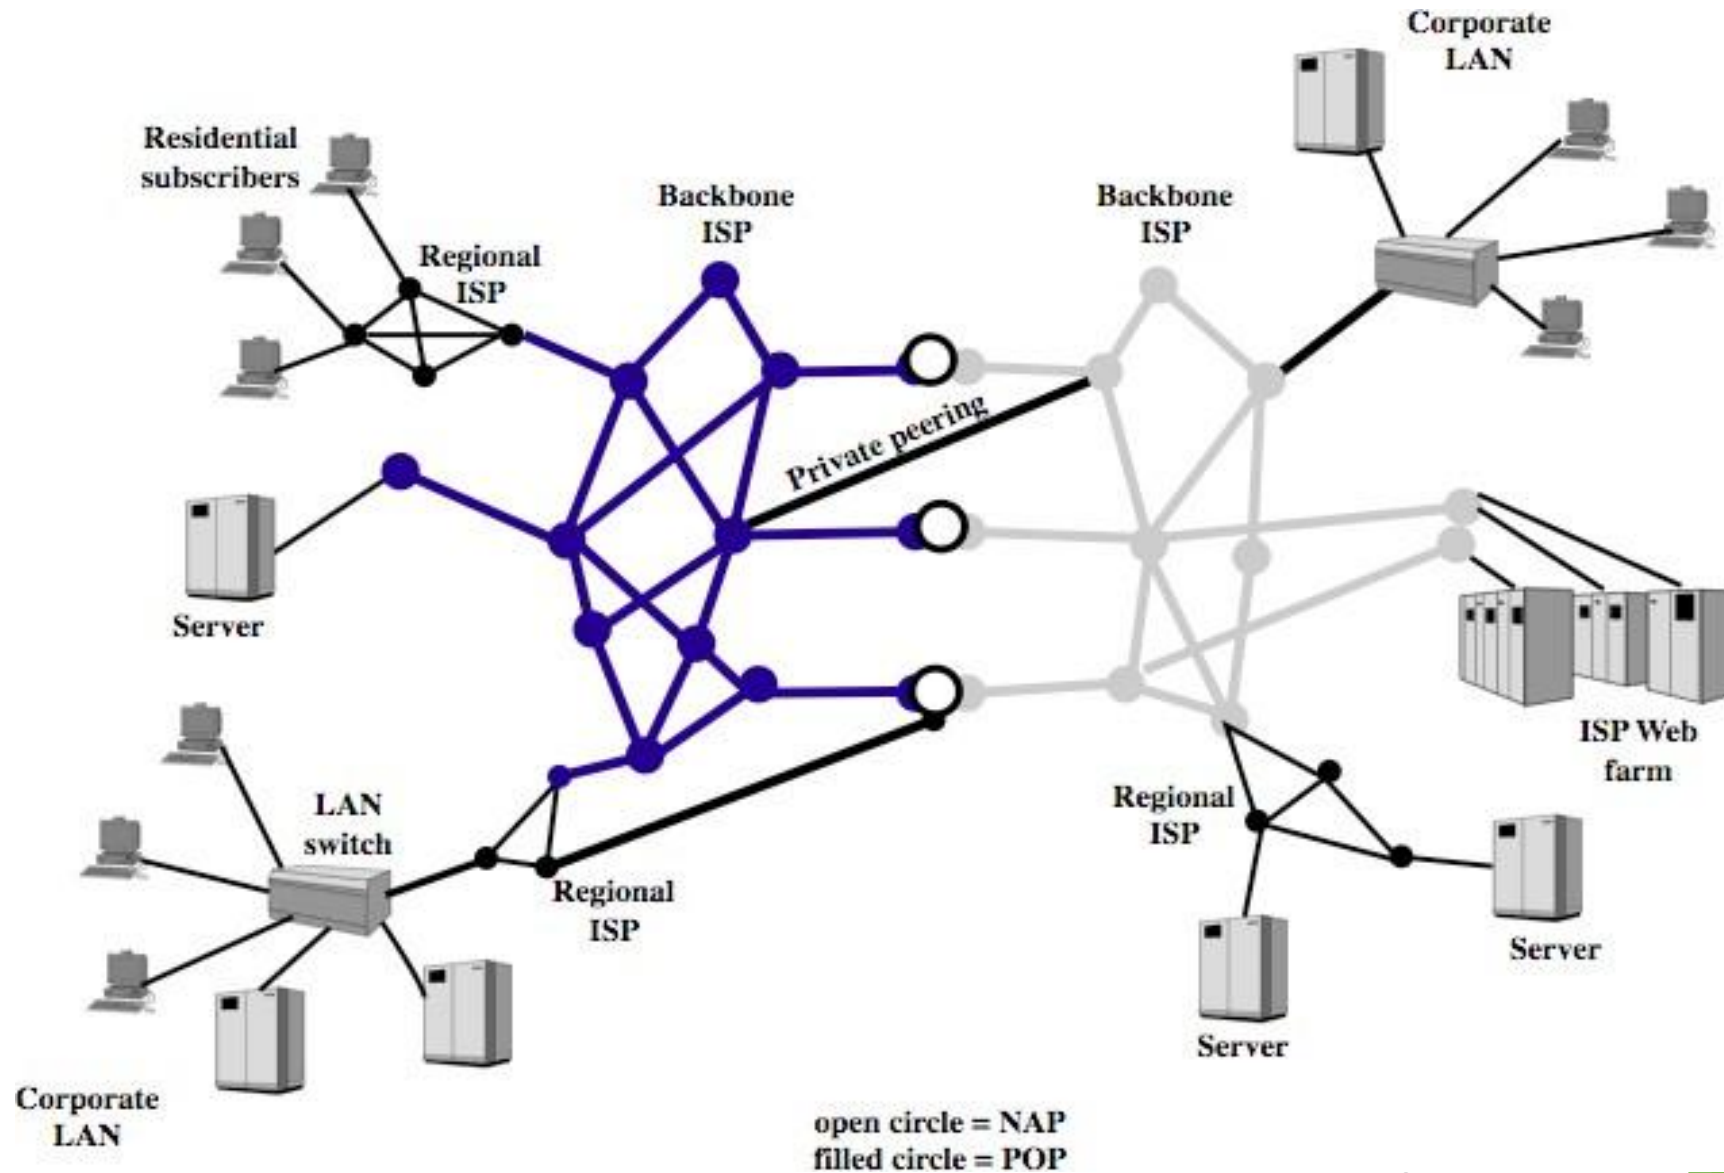 Corporate
LAN
Residential
subscribers
Backbone
ISP
Backbone
ISP
Regional
ISP
Private peering
Server
ISP Web
farm
LAN
switch
Regional
ISP
Regional
ISP
Server
Server
Corporate
LAN
open circle = NAP
filled circle = POP